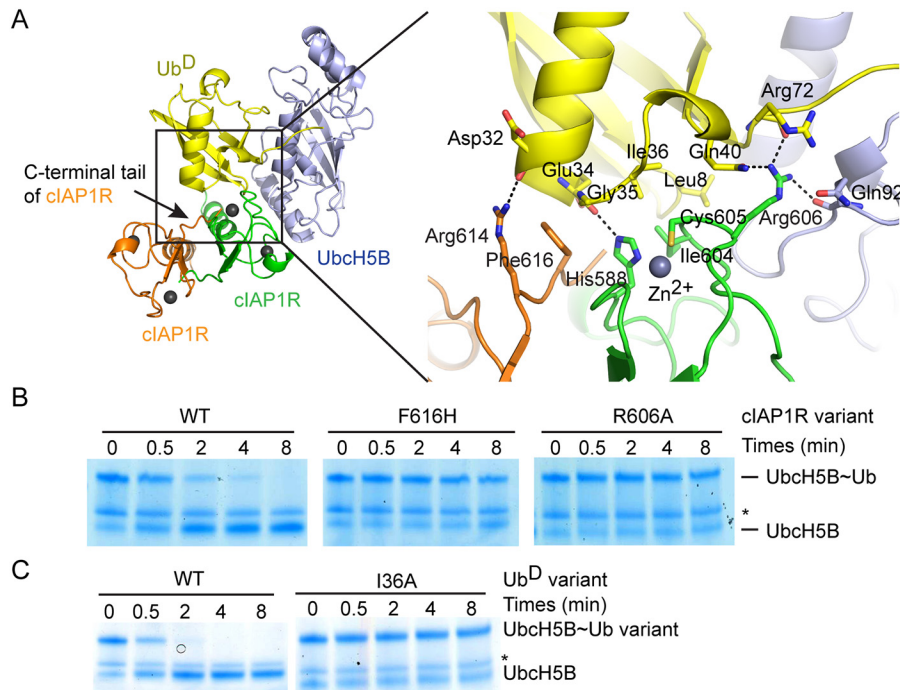 A
Ub^D
C-terminal tail
of cIAP1R
UbcH5B
cIAP1R
cIAP1R
Arg72
Asp32
Ile36
Gln40
Glu34
Gly35
Leu8
Gln92
Cys605
Arg606
Arg614
Phe616
Ile604
His588
Zn2+
B
WT F616H R606A cIAP1R variant
0 0.5 2 4 8 0 0.5 2 4 8 0 0.5 2 4 8 Times (min)
UbcH5B~Ub
*
UbcH5B
C
WT I36A Ub^D variant
0 0.5 2 4 8 0 0.5 2 4 8 Times (min)
UbcH5B~Ub variant
*
UbcH5B